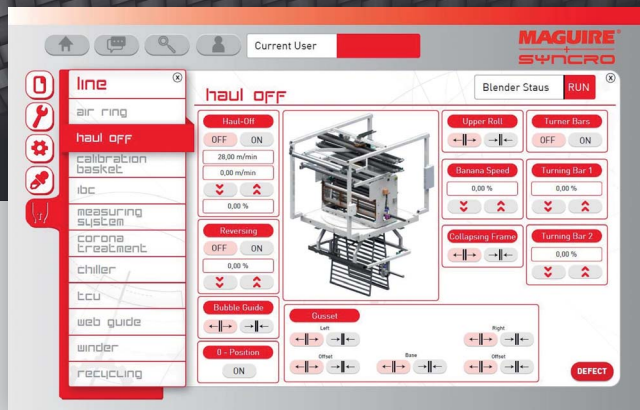 Current User
MAGUIRE®
+
SYNCRO
line
air ring
haul off
calibration
basket
ibc
measuring
system
corona
treatment
chiller
tcu
web guide
winder
recycling
haul off
Blender Staus
RUN
Haul-Off
OFF ON
28,00 m/min
0,00 m/min
0,00 %
Reversing
OFF ON
0,00 %
Bubble Guide
0 - Position
ON
Upper Roll
Turner Bars
OFF ON
Banana Speed
0,00 %
Turning Bar 1
0,00 %
Collapsing Frame
Turning Bar 2
0,00 %
Gusset
Left
Right
Offset
Base
Offset
DEFECT